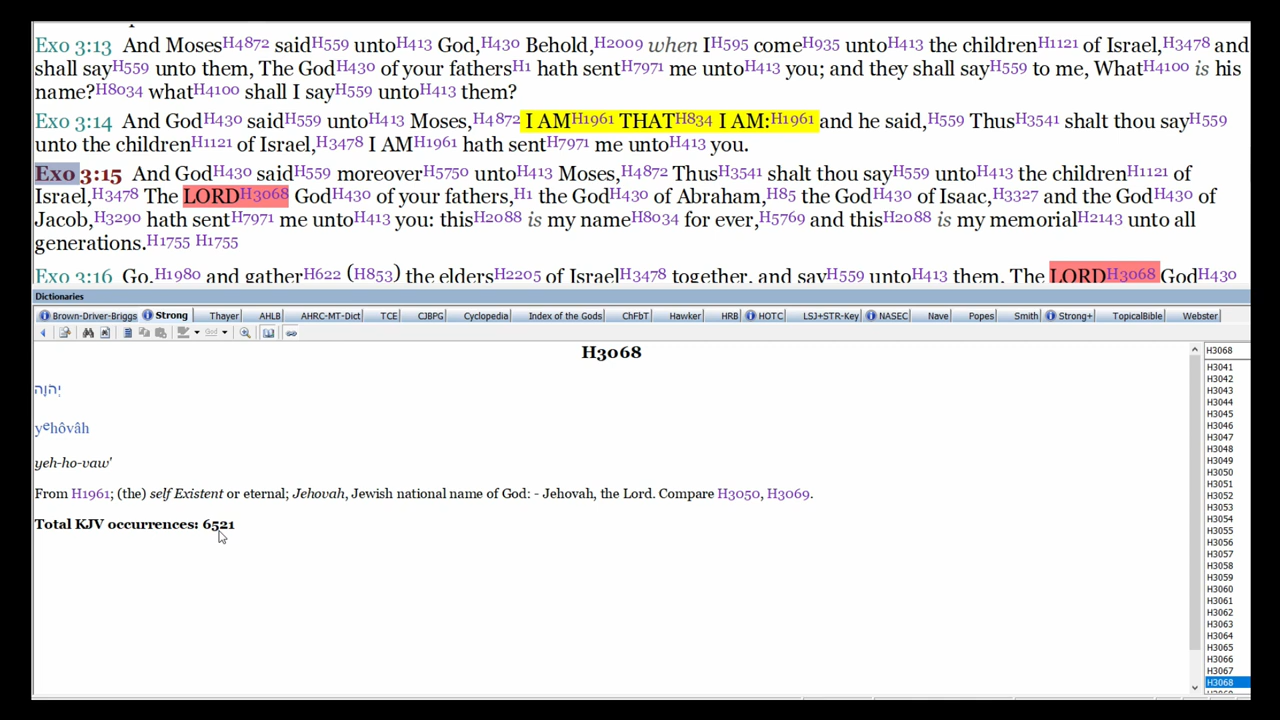 Exo 3:13 And MosesH4872 saidH559 untoH413 God,H430 Behold,H2009 when IH595 comeH935 untoH413 the childrenH1121 of Israel,H3478 and
shall sayH559 unto them, The GodH430 of your fathersH1 hath sentH7971 me untoH413 you; and they shall sayH559 to me, WhatH4100 is his
name?H8034 whatH4100 shall I sayH559 untoH413 them?
Exo 3:14 And GodH430 saidH559 untoH413 Moses,H4872 I AMH1961 THATH834 I AM:H1961 and he said,H559 ThusH3541 shalt thou sayH559
unto the childrenH1121 of Israel,H3478 I AMH1961 hath sentH7971 me untoH413 you.
Exo 3:15 And GodH430 saidH559 moreoverH5750 untoH413 Moses,H4872 ThusH3541 shalt thou sayH559 untoH413 the childrenH1121 of
Israel,H3478 The LORDH3068 GodH430 of your fathers,H1 the GodH430 of Abraham,H85 the GodH430 of Isaac,H3327 and the GodH430 of
Jacob,H3290 hath sentH7971 me untoH413 you: thisH2088 is my nameH8034 for ever,H5769 and thisH2088 is my memorialH2143 unto all
generations.H1755 H1755
Exo 3:16 Go,H1980 and gatherH622 (H853) the eldersH2205 of IsraelH3478 together, and sayH559 untoH413 them, The LORDH3068 GodH430
Dictionaries
Brown-Driver-Briggs Strong Thayer AHLB AHRC-MT-Dict TCE CJBPG Cyclopedia Index of the Gods ChFbT Hawker HRB HOTC LSJ+STR-Key NASEC Nave Popes Smith Strong+ TopicalBible Webster
God
H3068
H3068
יְהֹוָה
yᵉhôvâh
yeh-ho-vaw'
From H1961; (the) self Existent or eternal; Jehovah, Jewish national name of God: - Jehovah, the Lord. Compare H3050, H3069.
Total KJV occurrences: 6521
H3041
H3042
H3043
H3044
H3045
H3046
H3047
H3048
H3049
H3050
H3051
H3052
H3053
H3054
H3055
H3056
H3057
H3058
H3059
H3060
H3061
H3062
H3063
H3064
H3065
H3066
H3067
H3068